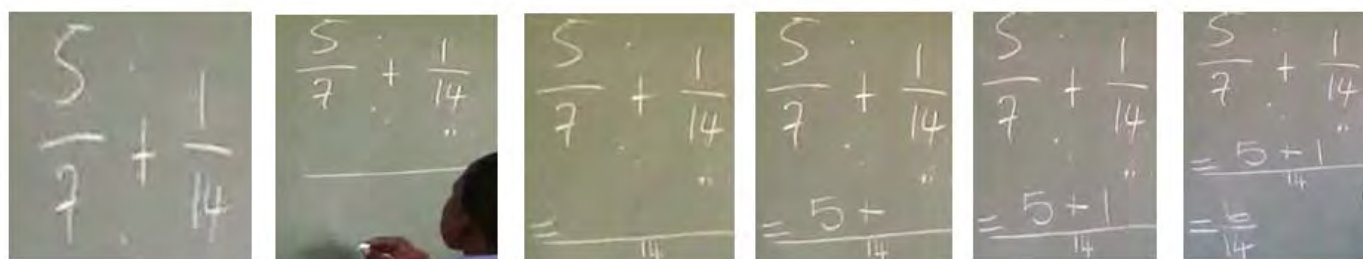 5/7 + 1/14
5/7 + 1/14
5/7 + 1/14
= /14
5/7 + 1/14
= 5 + /14
5/7 + 1/14
= 5 + 1/14
5/7 + 1/14
= 5 + 1/14
= 6/14